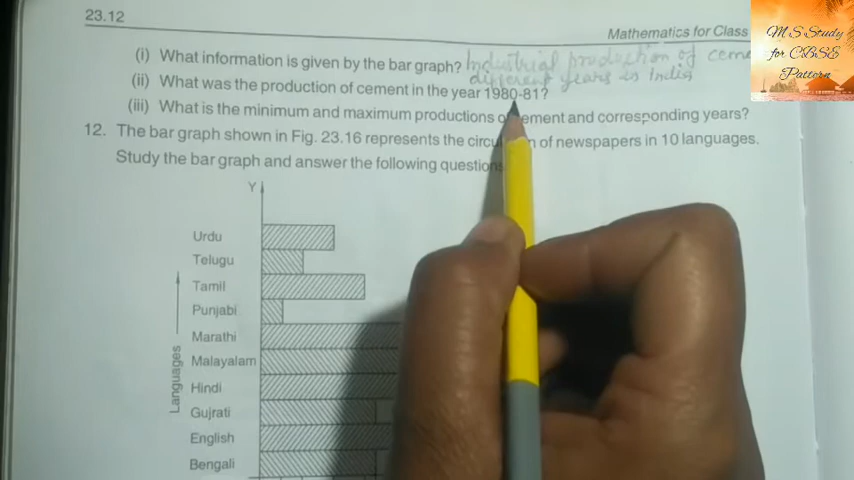 23.12
Mathematics for Class
M S Study
for CBSE
Pattern
(i) What information is given by the bar graph? Industrial production of ceme
different years in India
(ii) What was the production of cement in the year 1980-81?
(iii) What is the minimum and maximum productions of cement and corresponding years?
12. The bar graph shown in Fig. 23.16 represents the circu n of newspapers in 10 languages.
Study the bar graph and answer the following question
Y
Urdu
Telugu
Tamil
Punjabi
Marathi
Malayalam
Hindi
Gujrati
English
Bengali
Languages